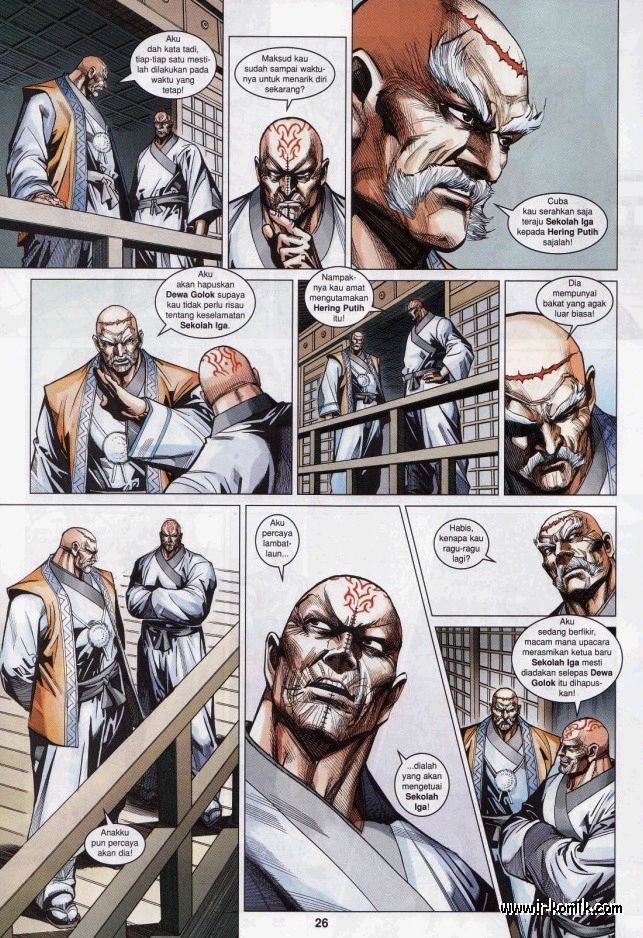 Aku
dah kata tadi,
tiap-tiap satu mesti-
lah dilakukan pada
waktu yang
tetap!
Maksud kau
sudah sampai waktu-
nya untuk menarik diri
sekarang?
Cuba
kau serahkan saja
teraju Sekolah Iga
kepada Hering Putih
sajalah!
Aku
akan hapuskan
Dewa Golok supaya
kau tidak perlu risau
tentang keselamatan
Sekolah Iga.
Nampak-
nya kau amat
mengutamakan
Hering Putih
itu!
Dia
mempunyai
bakat yang agak
luar biasa!
Anakku
pun percaya
akan dia!
Aku
percaya
lambat-
laun...
...dialah
yang akan
mengetuai
Sekolah
Iga!
Habis,
kenapa kau
ragu-ragu
lagi?
Aku
sedang berfikir,
macam mana upacara
merasmikan ketua baru
Sekolah Iga mesti
diadakan selepas Dewa
Golok itu dihapus-
kan!
26
www.ir-komik.com